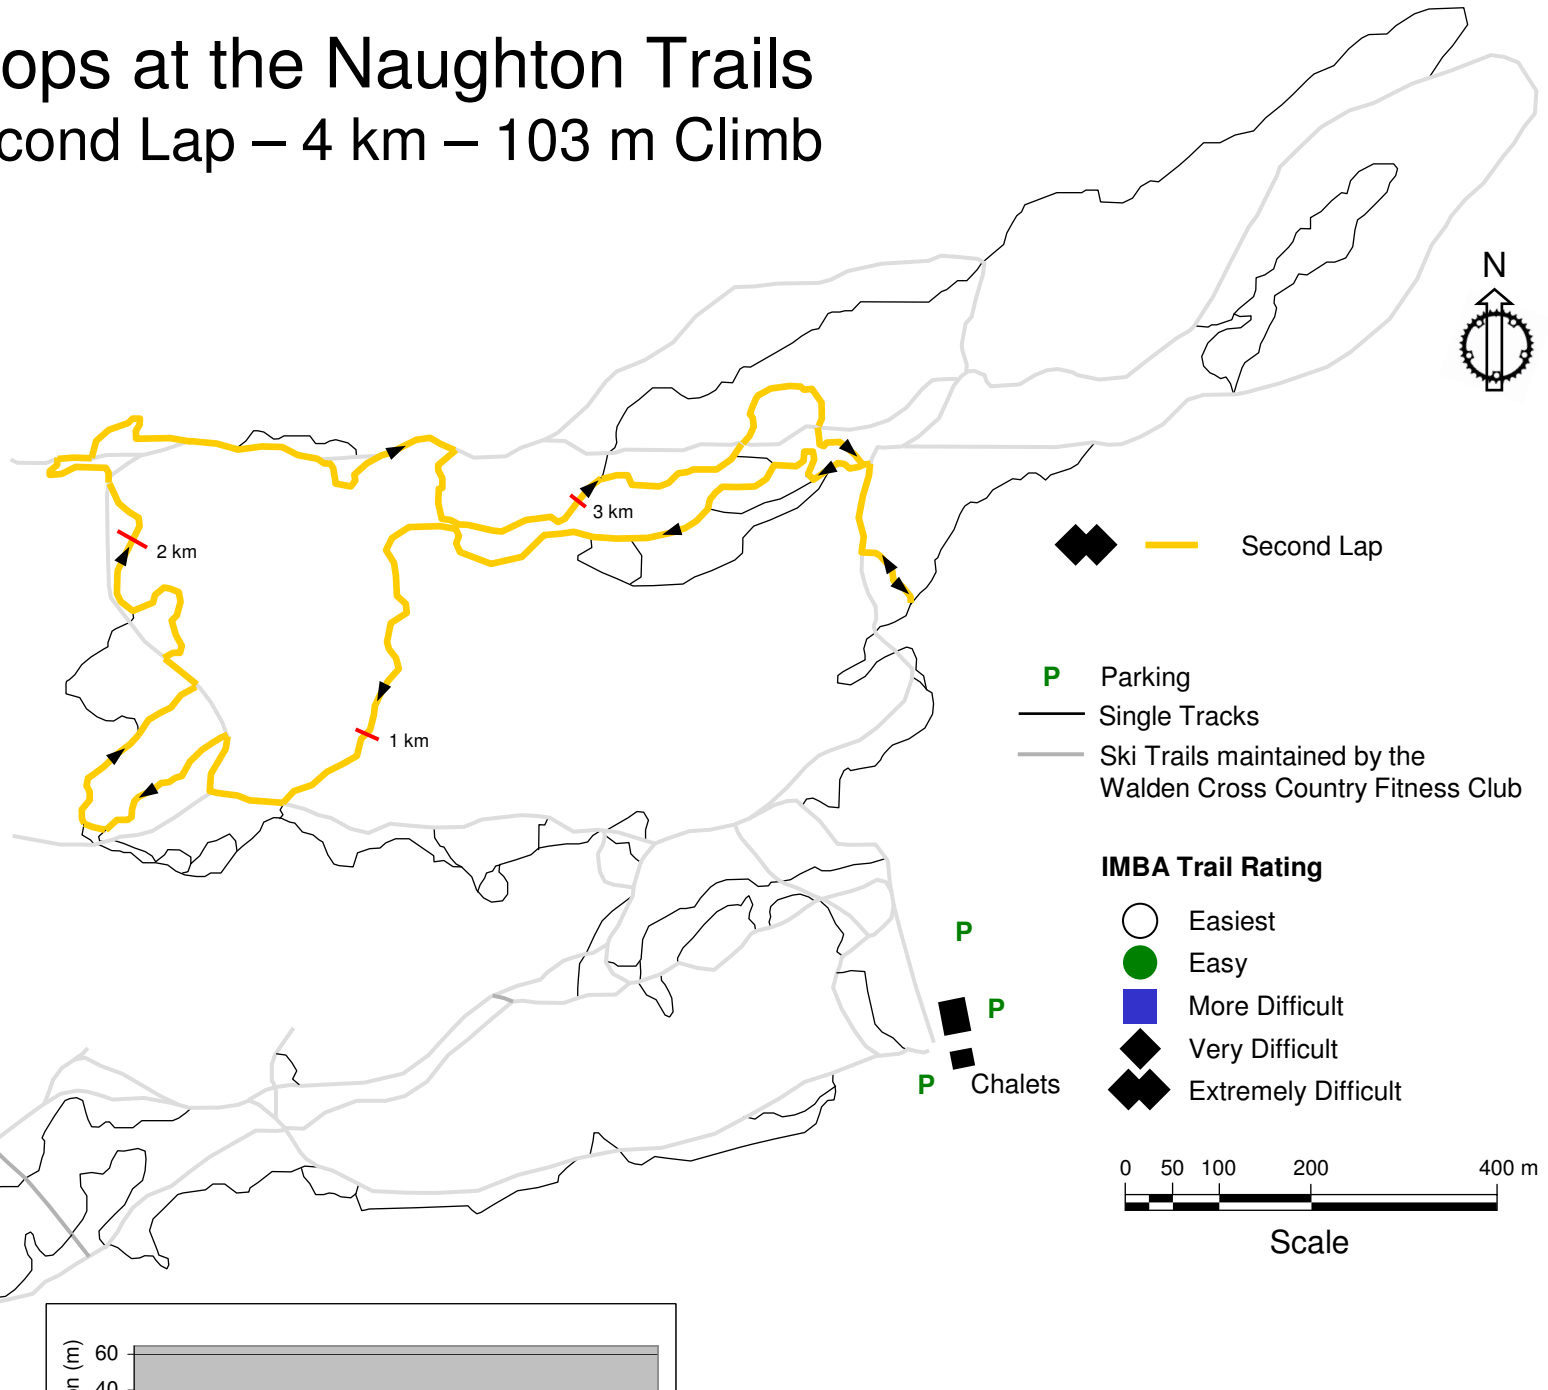 ops at the Naughton Trails
cond Lap – 4 km – 103 m Climb
N
3 km
2 km
Second Lap
P Parking
Single Tracks
1 km
Ski Trails maintained by the
Walden Cross Country Fitness Club
IMBA Trail Rating
Easiest
P
Easy
P
More Difficult
Very Difficult
P
Chalets
Extremely Difficult
0 50 100 200 400 m
Scale
60
40
n (m)